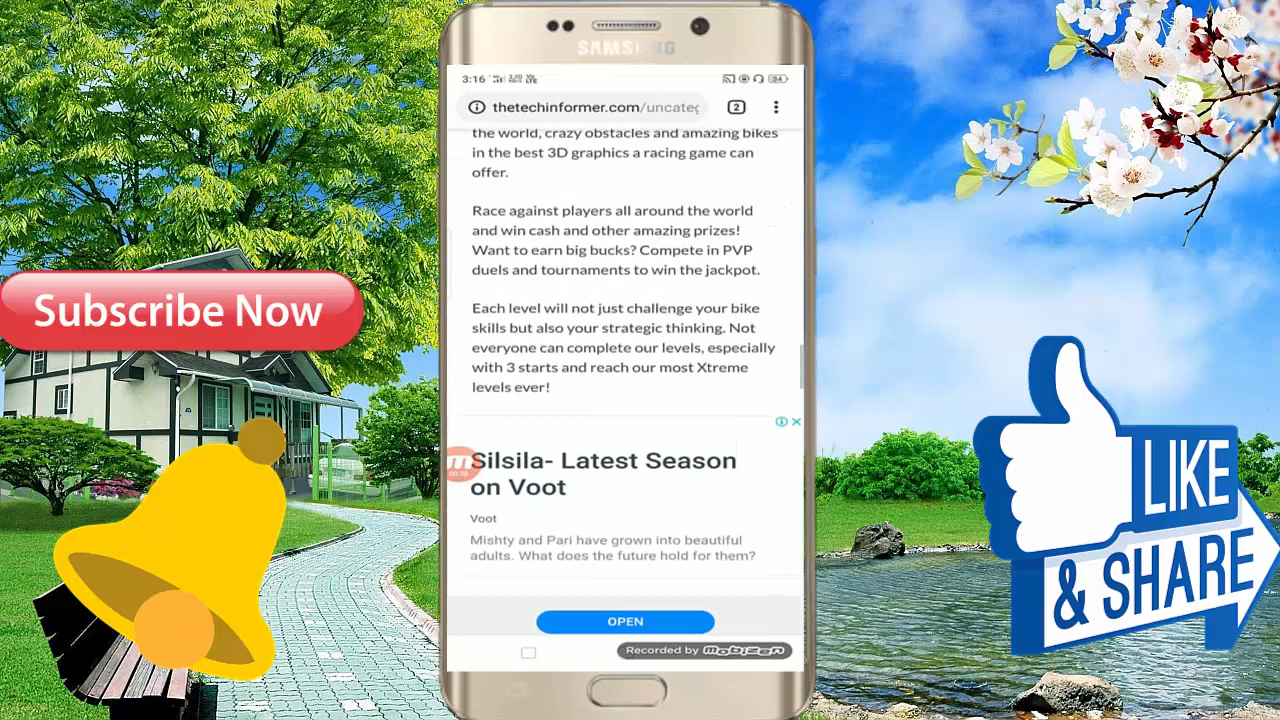 SAMSUNG
3:16
thetechinformer.com/uncateg
2
the world, crazy obstacles and amazing bikes
in the best 3D graphics a racing game can
offer.
Race against players all around the world
and win cash and other amazing prizes!
Want to earn big bucks? Compete in PVP
duels and tournaments to win the jackpot.
Each level will not just challenge your bike
skills but also your strategic thinking. Not
everyone can complete our levels, especially
with 3 starts and reach our most Xtreme
levels ever!
Silsila- Latest Season
on Voot
Voot
Mishty and Pari have grown into beautiful
adults. What does the future hold for them?
OPEN
Recorded by mobizen
Subscribe Now
LIKE
& SHARE